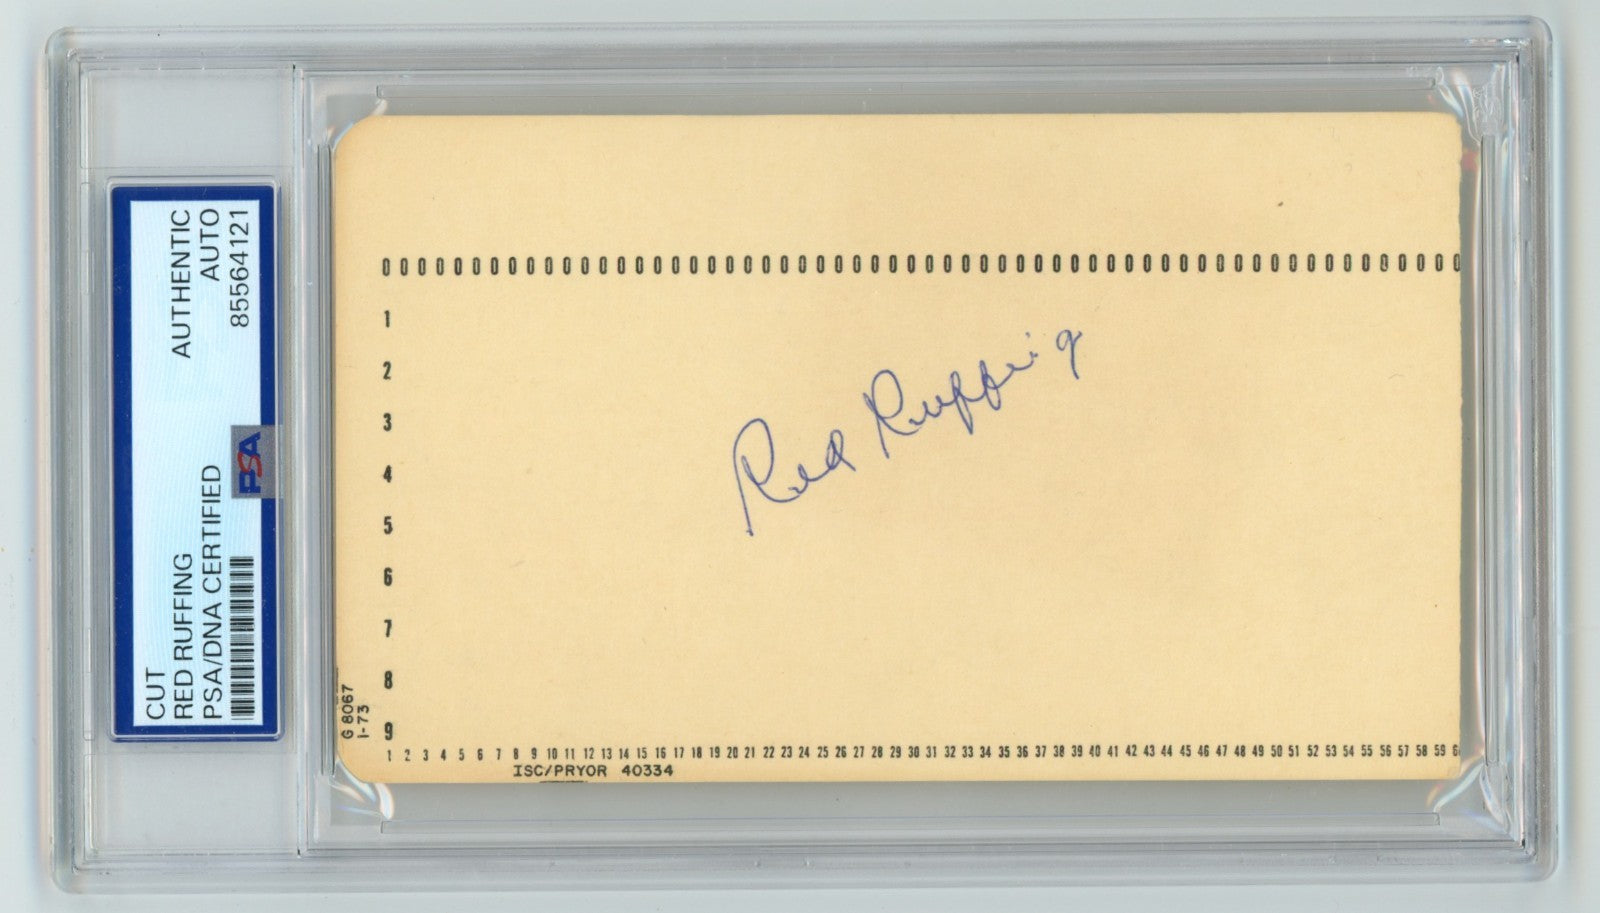 CUT
RED RUFFING
PSA/DNA CERTIFIED
AUTHENTIC
AUTO
85564121
PSA
0 0 0 0 0 0 0 0 0 0 0 0 0 0 0 0 0 0 0 0 0 0 0 0 0 0 0 0 0 0 0 0 0 0 0 0 0 0 0 0 0 0 0 0 0 0 0 0 0 0 0 0 0 0 0 0 0 0 0 0
1
2
3
4
5
6
7
8
9
Red Ruffing
G 8067
1-73
1 2 3 4 5 6 7 8 9 10 11 12 13 14 15 16 17 18 19 20 21 22 23 24 25 26 27 28 29 30 31 32 33 34 35 36 37 38 39 40 41 42 43 44 45 46 47 48 49 50 51 52 53 54 55 56 57 58 59 6
ISC/PRYOR 40334